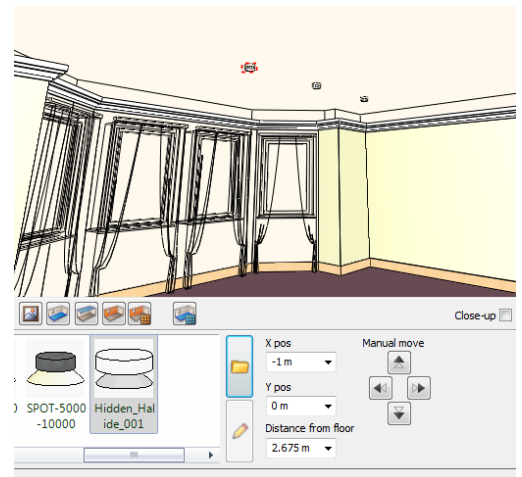 Close-up
X pos
-1 m
Y pos
0 m
Distance from floor
2.675 m
Manual move
SPOT-5000
-10000
Hidden_Hal
ide_001